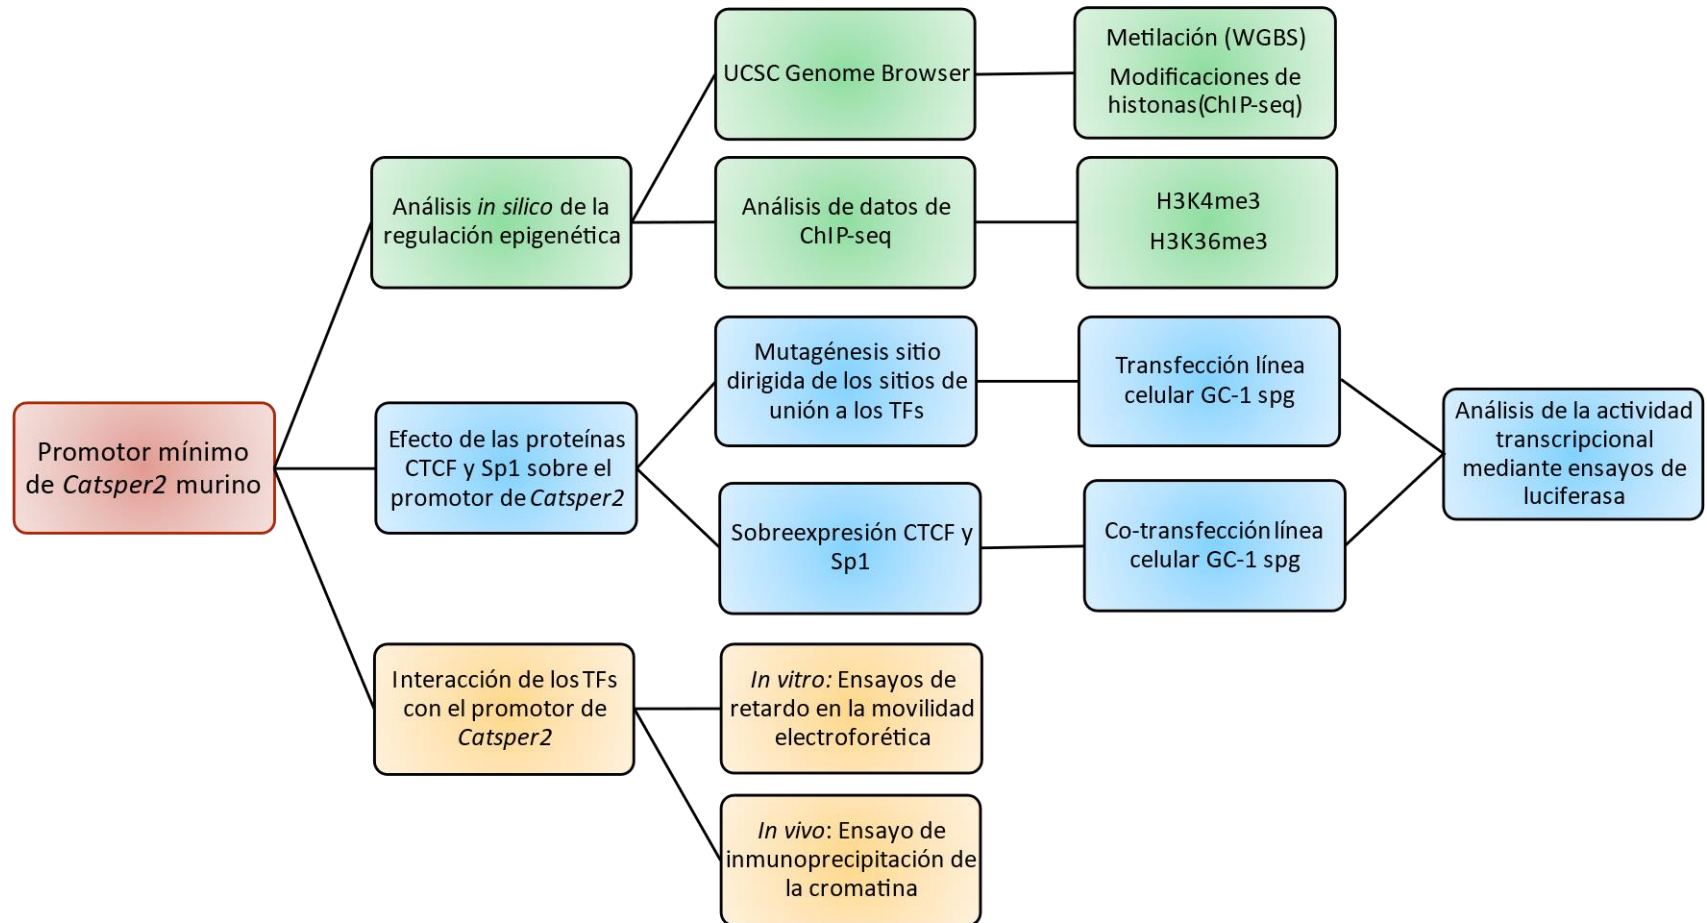 Promotor mínimo
de Catsper2 murino
Análisis in silico de la
regulación epigenética
UCSC Genome Browser
Metilación (WGBS)
Modificaciones de
histonas(ChIP-seq)
Análisis de datos de
ChIP-seq
H3K4me3
H3K36me3
Efecto de las proteínas
CTCF y Sp1 sobre el
promotor de Catsper2
Mutagénesis sitio
dirigida de los sitios de
unión a los TFs
Transfección línea
celular GC-1 spg
Sobreexpresión CTCF y
Sp1
Co-transfección línea
celular GC-1 spg
Análisis de la actividad
transcripcional
mediante ensayos de
luciferasa
Interacción de los TFs
con el promotor de
Catsper2
In vitro: Ensayos de
retardo en la movilidad
electroforética
In vivo: Ensayo de
inmunoprecipitación de
la cromatina